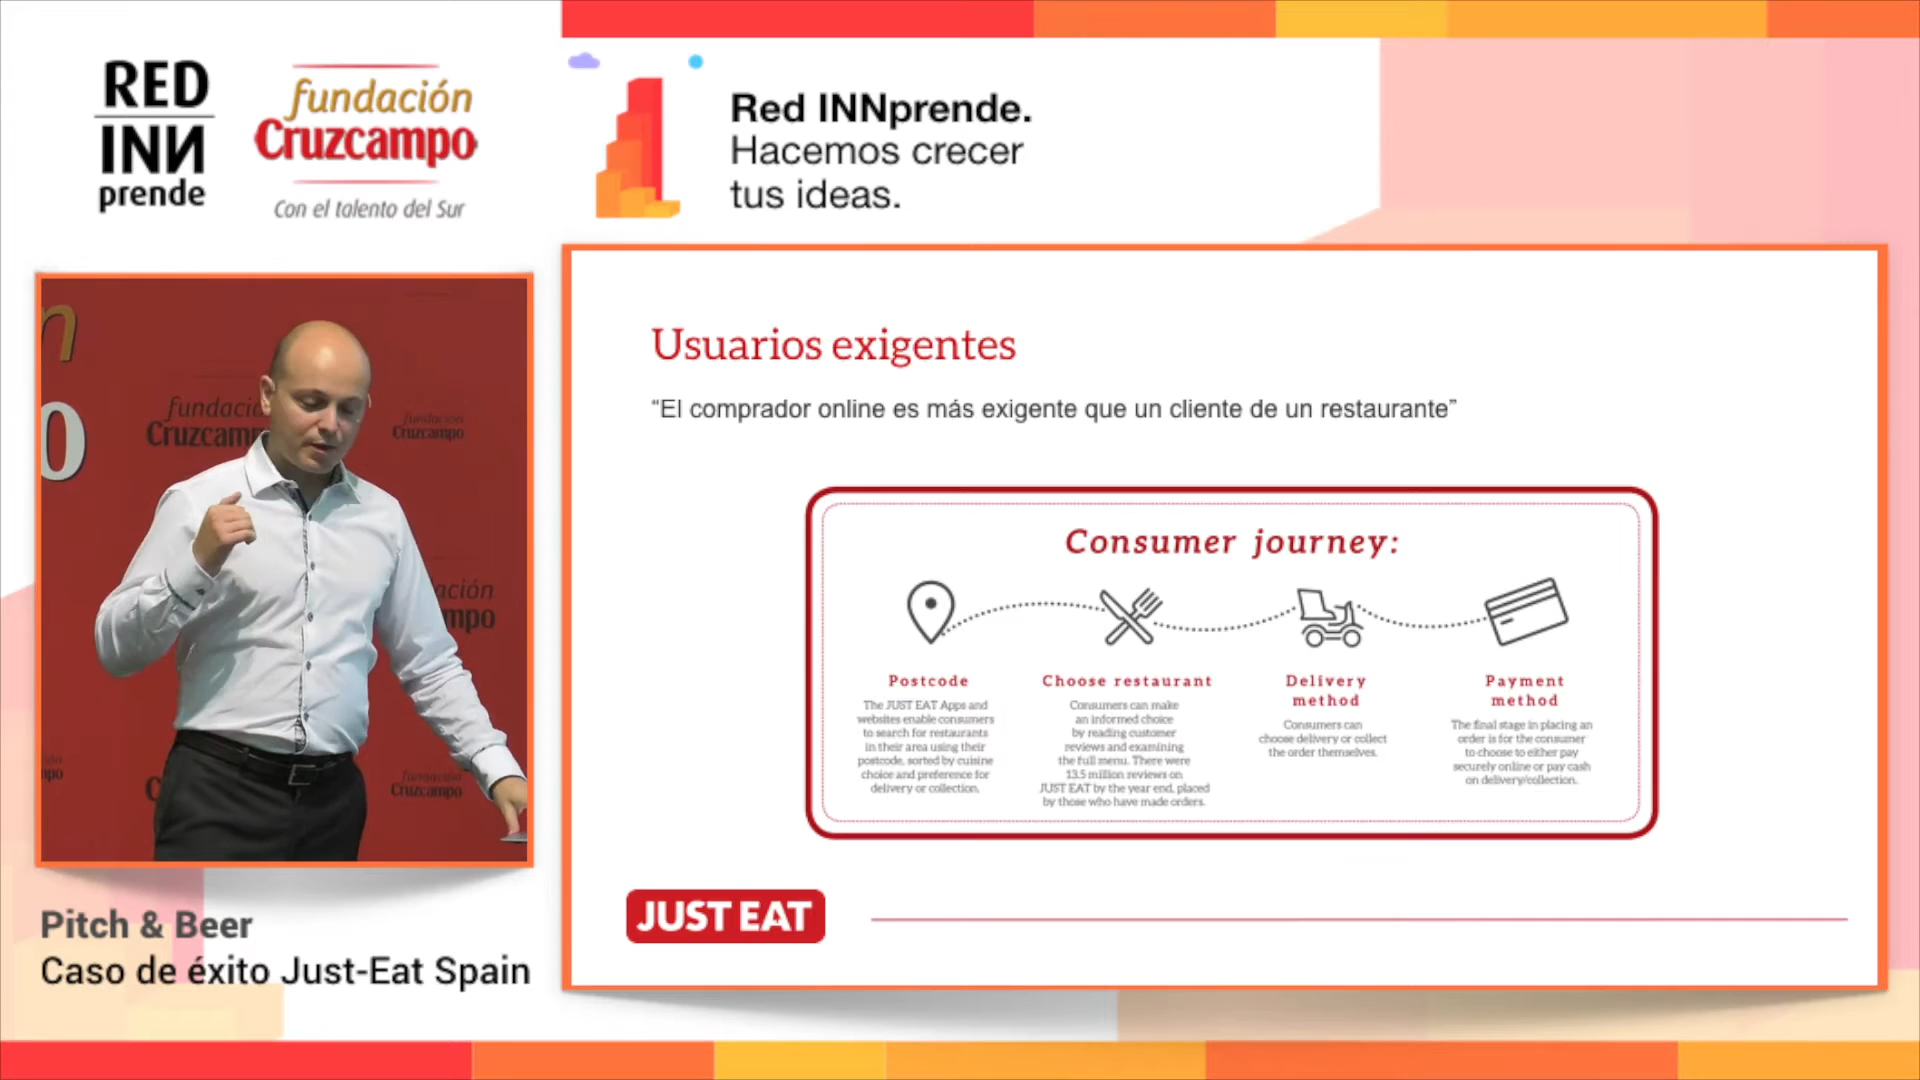 RED
INN
prende
fundación
Cruzcampo
Con el talento del Sur
Red INNprende.
Hacemos crecer
tus ideas.
fundación
Cruzcampo
fundación
Cruzcampo
Cruzcampo
Pitch & Beer
Caso de éxito Just-Eat Spain
Usuarios exigentes
“El comprador online es más exigente que un cliente de un restaurante”
Consumer journey:
Postcode
The JUST EAT Apps and
websites enable consumers
to search for restaurants
in their area using their
postcode, sorted by cuisine
choice and preference for
delivery or collection.
Choose restaurant
Consumers can make
an informed choice
by reading customer
reviews and examining
the full menu. There were
13.5 million reviews on
JUST EAT by the year end, placed
by those who have made orders.
Delivery
method
Consumers can
choose delivery or collect
the order themselves.
Payment
method
The final stage in placing an
order is for the consumer
to choose to either pay
securely online or pay cash
on delivery/collection.
JUST EAT